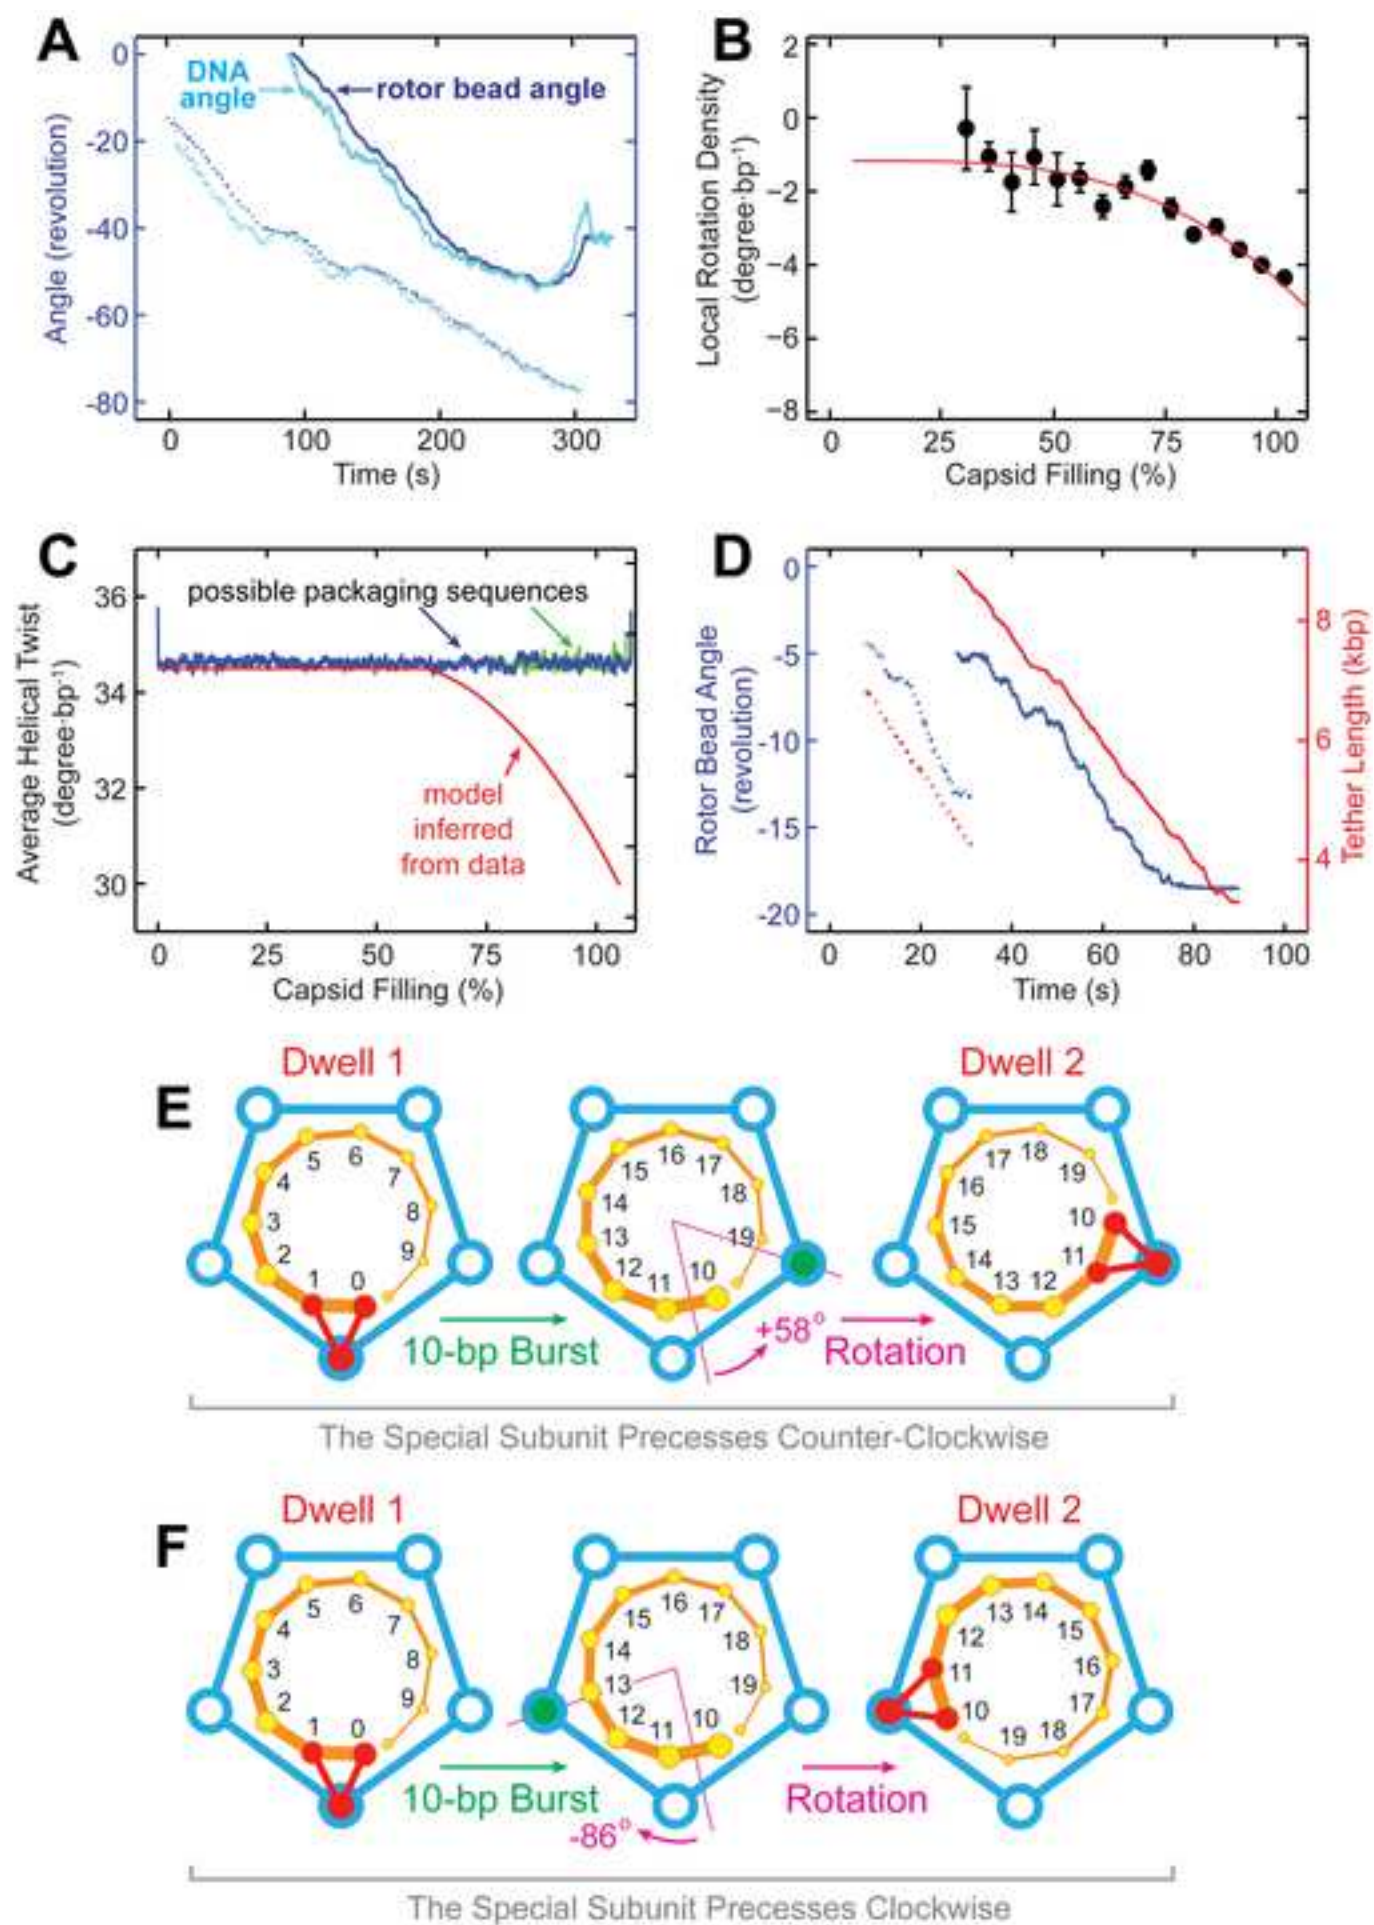 A
DNA
angle
rotor bead angle
Angle (revolution)
0
-20
-40
-60
-80
0 100 200 300
Time (s)
B
Local Rotation Density
(degree·bp⁻¹)
2
0
−2
−4
−6
−8
0 25 50 75 100
Capsid Filling (%)
C
possible packaging sequences
model
inferred
from data
Average Helical Twist
(degree·bp⁻¹)
36
34
32
30
0 25 50 75 100
Capsid Filling (%)
D
Rotor Bead Angle
(revolution)
0
-5
-10
-15
-20
8
6
4
Tether Length (kbp)
0 20 40 60 80 100
Time (s)
E
Dwell 1
Dwell 2
0 1 2 3 4 5 6 7 8 9
10 11 12 13 14 15 16 17 18 19
10 11 12 13 14 15 16 17 18 19
10-bp Burst
+58°
Rotation
The Special Subunit Precesses Counter-Clockwise
F
Dwell 1
Dwell 2
0 1 2 3 4 5 6 7 8 9
10 11 12 13 14 15 16 17 18 19
10 11 12 13 14 15 16 17 18 19
10-bp Burst
-86°
Rotation
The Special Subunit Precesses Clockwise